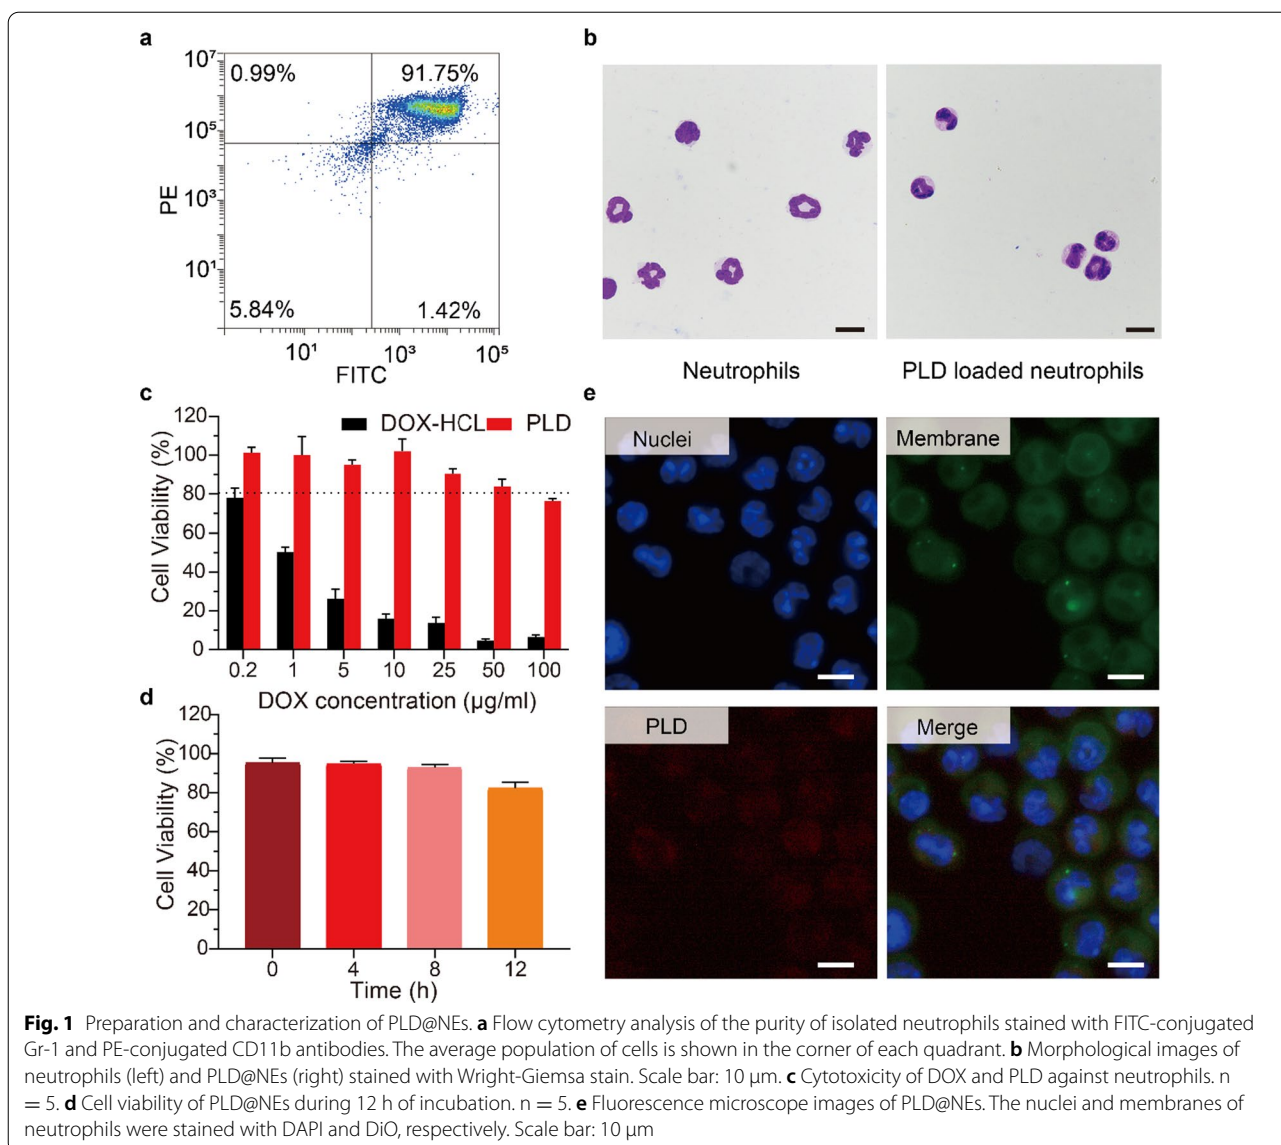 a
10⁷
10⁵
10³
10¹
PE
0.99%
91.75%
5.84%
1.42%
10¹ 10³ 10⁵
FITC
b
Neutrophils
PLD loaded neutrophils
c
120
100
80
60
40
20
0
Cell Viability (%)
DOX-HCL PLD
0.2 1 5 10 25 50 100
DOX concentration (µg/ml)
d
120
100
80
60
40
20
0
Cell Viability (%)
0 4 8 12
Time (h)
e
Nuclei
Membrane
PLD
Merge
Fig. 1 Preparation and characterization of PLD@NEs. a Flow cytometry analysis of the purity of isolated neutrophils stained with FITC-conjugated
Gr-1 and PE-conjugated CD11b antibodies. The average population of cells is shown in the corner of each quadrant. b Morphological images of
neutrophils (left) and PLD@NEs (right) stained with Wright-Giemsa stain. Scale bar: 10 µm. c Cytotoxicity of DOX and PLD against neutrophils. n
= 5. d Cell viability of PLD@NEs during 12 h of incubation. n = 5. e Fluorescence microscope images of PLD@NEs. The nuclei and membranes of
neutrophils were stained with DAPI and DiO, respectively. Scale bar: 10 µm